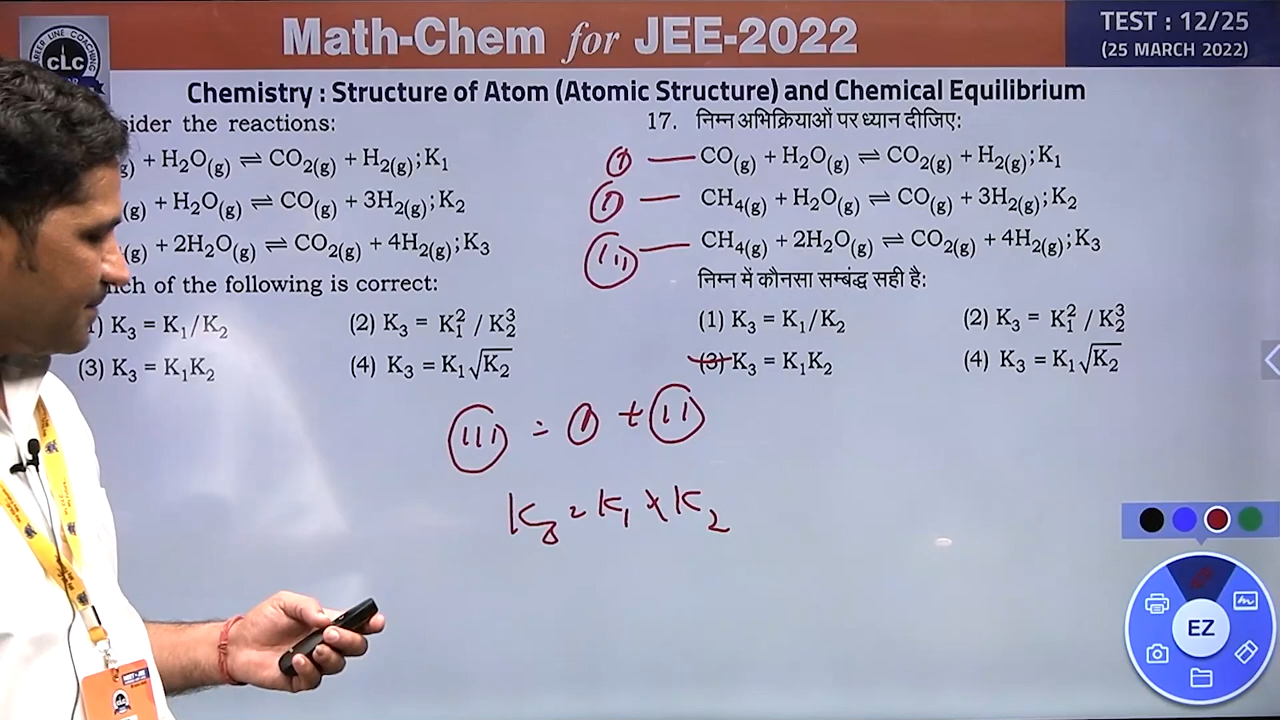 Math-Chem for JEE-2022
TEST : 12/25
(25 MARCH 2022)
CLC
Chemistry : Structure of Atom (Atomic Structure) and Chemical Equilibrium
the reactions:
+ H₂O(g) ⇌ CO₂(g) + H₂(g); K₁
(g) + H₂O(g) ⇌ CO(g) + 3H₂(g); K₂
(g) + 2H₂O(g) ⇌ CO₂(g) + 4H₂(g); K₃
of the following is correct:
K₃ = K₁/K₂ (2) K₃ = K₁² / K₂³
(3) K₃ = K₁K₂ (4) K₃ = K₁√K₂
17. निम्न अभिक्रियाओं पर ध्यान दीजिए:
(I) — CO(g) + H₂O(g) ⇌ CO₂(g) + H₂(g); K₁
— CH₄(g) + H₂O(g) ⇌ CO(g) + 3H₂(g); K₂
(III) — CH₄(g) + 2H₂O(g) ⇌ CO₂(g) + 4H₂(g); K₃
निम्न में कौनसा सम्बंद्ध सही है:
(1) K₃ = K₁/K₂ (2) K₃ = K₁² / K₂³
(3) K₃ = K₁K₂ (4) K₃ = K₁√K₂
(III) = (I) + (II)
K₃ = K₁ × K₂
EZ